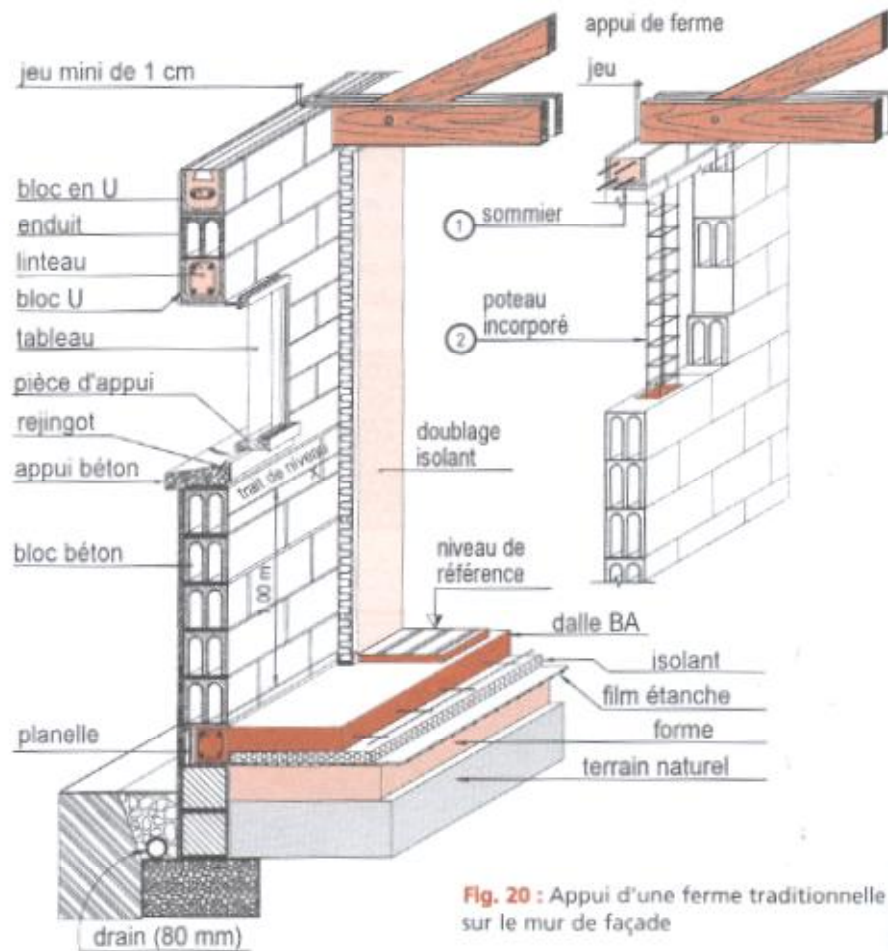 appui de ferme
jeu mini de 1 cm
jeu
bloc en U
enduit
linteau
bloc U
tableau
pièce d'appui
rejingot
appui béton
bloc béton
planelle
drain (80 mm)
trait de niveau
1,00 m
doublage
isolant
niveau de
référence
dalle BA
isolant
film étanche
forme
terrain naturel
1 sommier
poteau
2 incorporé
Fig. 20 : Appui d'une ferme traditionnelle
sur le mur de façade